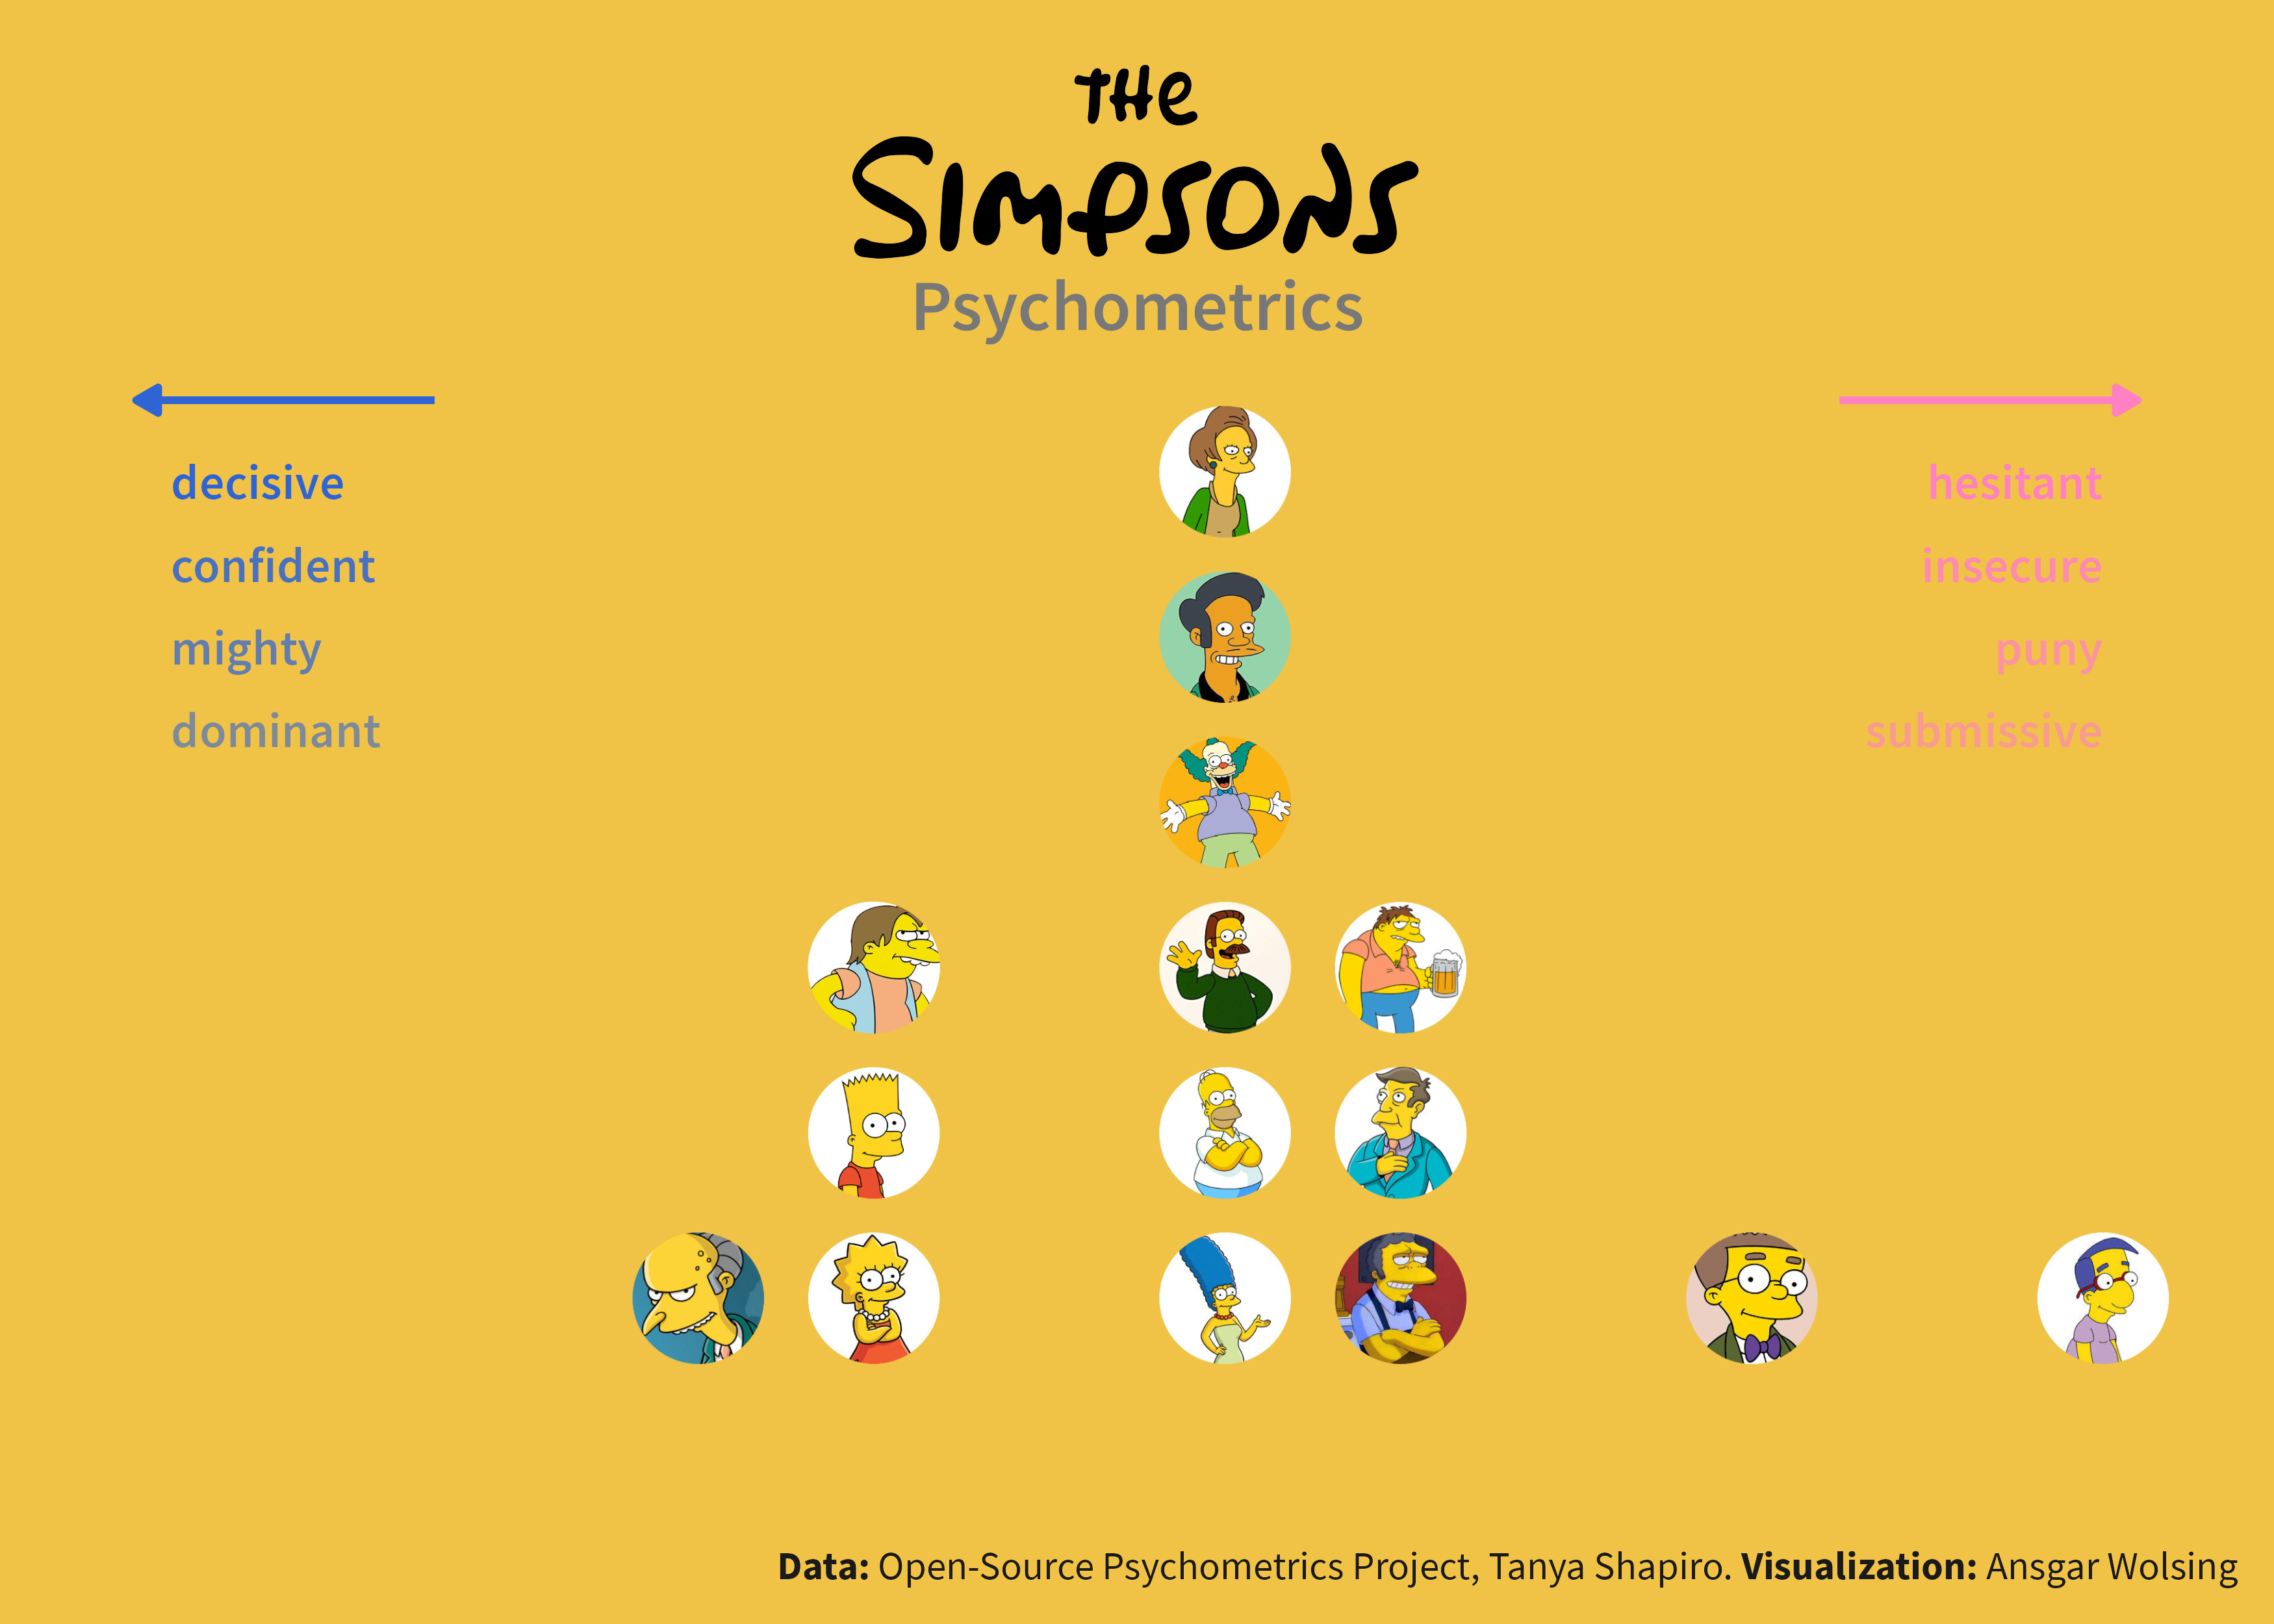 THE
SIMPSONS
Psychometrics
decisive
confident
mighty
dominant
hesitant
insecure
puny
submissive
Data: Open-Source Psychometrics Project, Tanya Shapiro. Visualization: Ansgar Wolsing